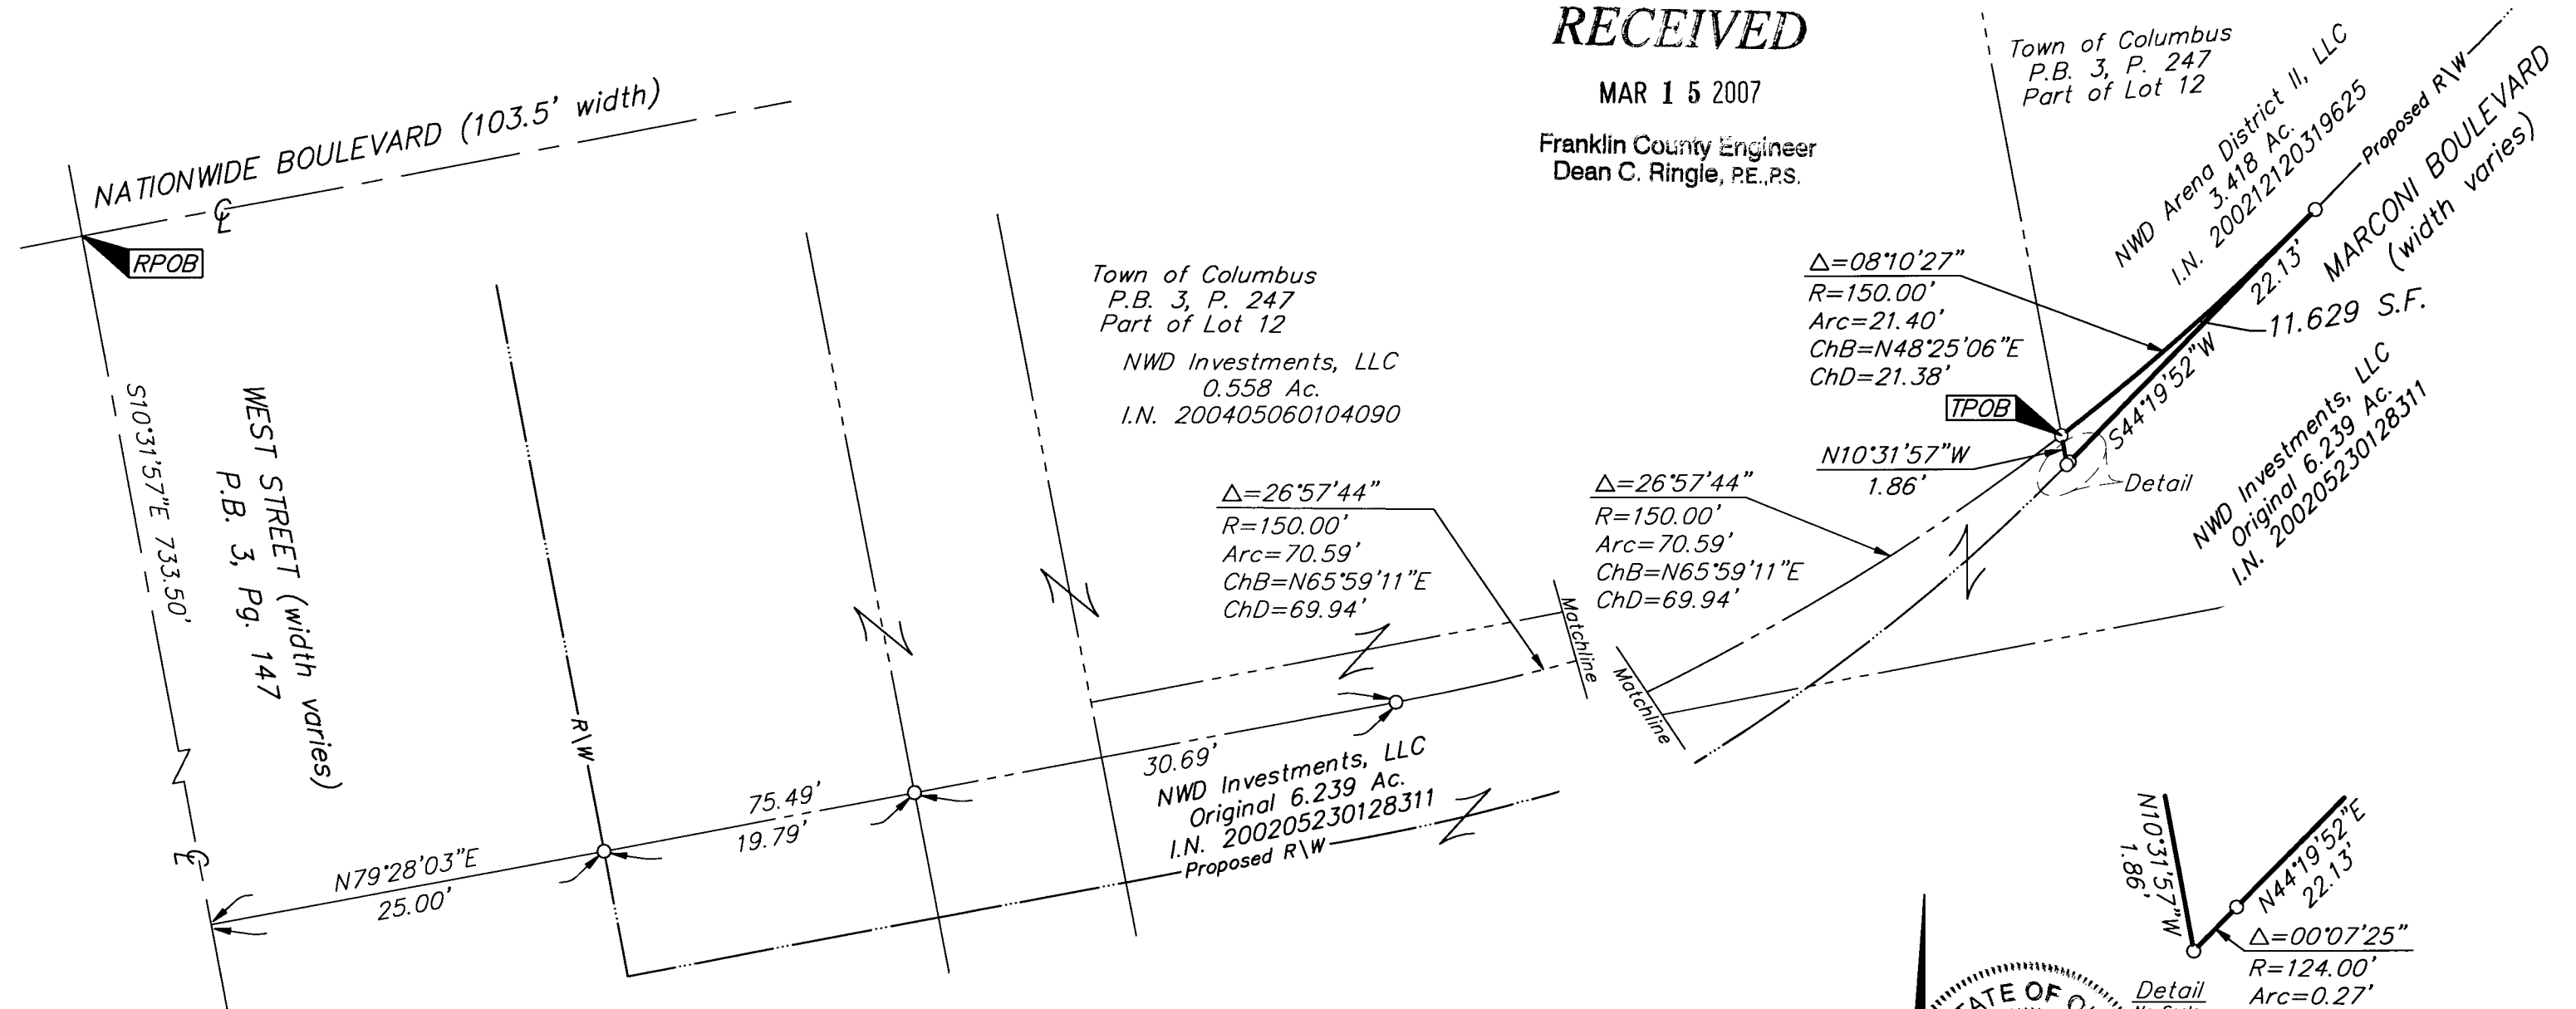 RECEIVED
MAR 15 2007
Franklin County Engineer
Dean C. Ringle, P.E.,P.S.
NATIONWIDE BOULEVARD (103.5' width)
℄
RPOB
S10°31'57"E 733.50'
WEST STREET (width varies)
P.B. 3, Pg. 147
℄
R\W
N79°28'03"E
25.00'
75.49'
19.79'
30.69'
Town of Columbus
P.B. 3, P. 247
Part of Lot 12
NWD Investments, LLC
0.558 Ac.
I.N. 200405060104090
△=26°57'44"
R=150.00'
Arc=70.59'
ChB=N65°59'11"E
ChD=69.94'
NWD Investments, LLC
Original 6.239 Ac.
I.N. 200205230128311
Proposed R\W
Matchline
Matchline
△=26°57'44"
R=150.00'
Arc=70.59'
ChB=N65°59'11"E
ChD=69.94'
Town of Columbus
P.B. 3, P. 247
Part of Lot 12
NWD Arena District II, LLC
3.418 Ac.
I.N. 200212120319625
Proposed R\W
MARCONI BOULEVARD
(width varies)
△=08°10'27"
R=150.00'
Arc=21.40'
ChB=N48°25'06"E
ChD=21.38'
22.13'
S44°19'52"W
11.629 S.F.
TPOB
N10°31'57"W
1.86'
Detail
NWD Investments, LLC
Original 6.239 Ac.
I.N. 200205230128311
N10°31'57"W
1.86'
N44°19'52"E
22.13'
△=00°07'25"
R=124.00'
Arc=0.27'
Detail
ATE OF O